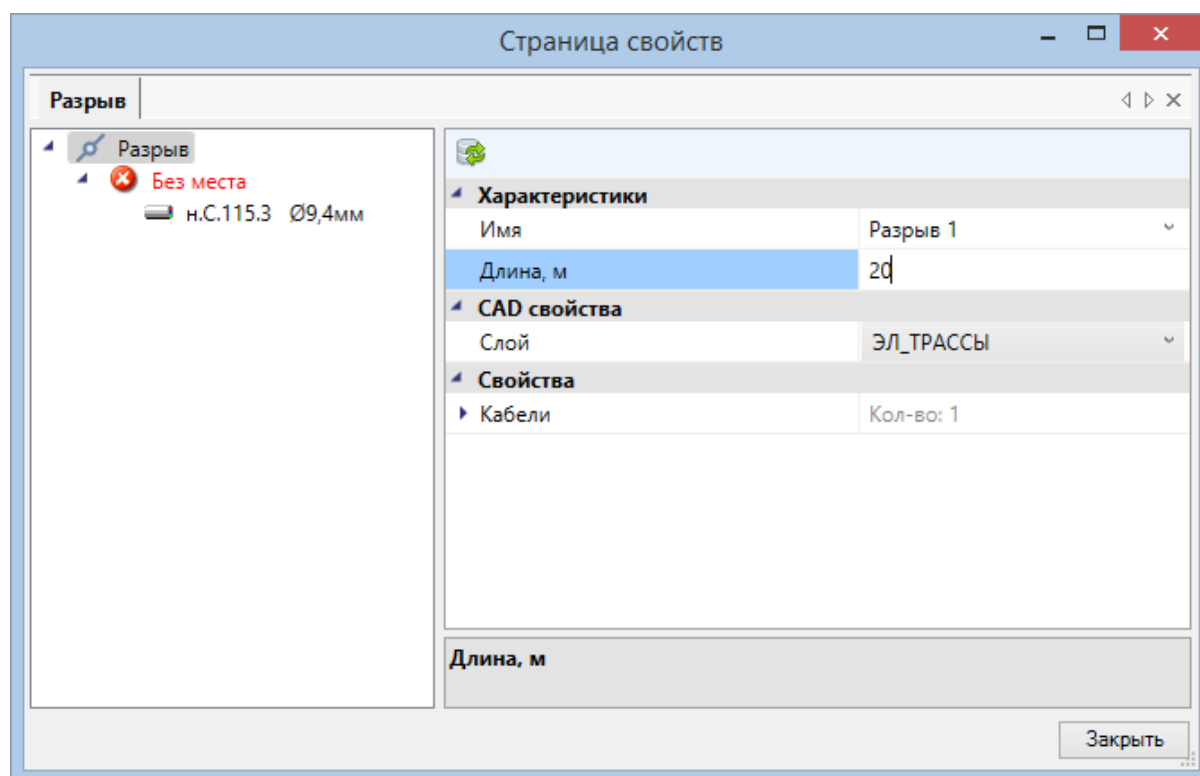 Страница свойств
Разрыв
Разрыв
Без места
н.С.115.3 Ø9,4мм
Характеристики
Имя Разрыв 1
Длина, м 20
CAD свойства
Слой ЭЛ_ТРАССЫ
Свойства
Кабели Кол-во: 1
Длина, м
Закрыть